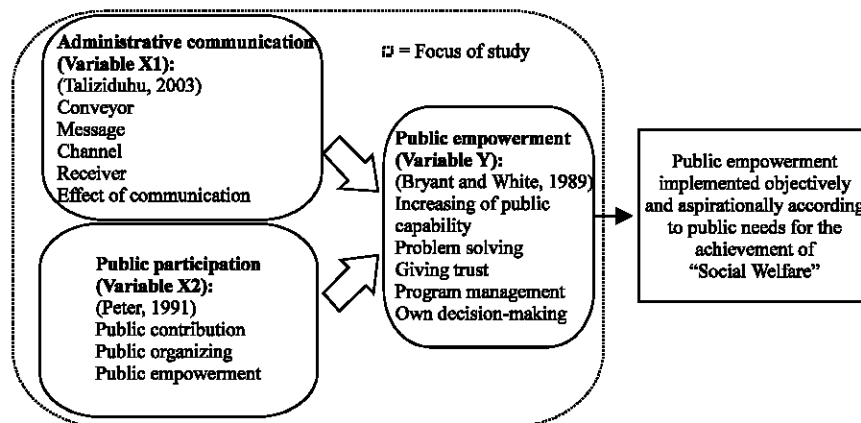 Administrative communication
(Variable X1):
(Taliziduhu, 2003)
Conveyor
Message
Channel
Receiver
Effect of communication
= Focus of study
Public participation
(Variable X2):
(Peter, 1991)
Public contribution
Public organizing
Public empowerment
Public empowerment
(Variable Y):
(Bryant and White, 1989)
Increasing of public
capability
Problem solving
Giving trust
Program management
Own decision-making
Public empowerment
implemented objectively
and aspirationally according
to public needs for the
achievement of
“Social Welfare”